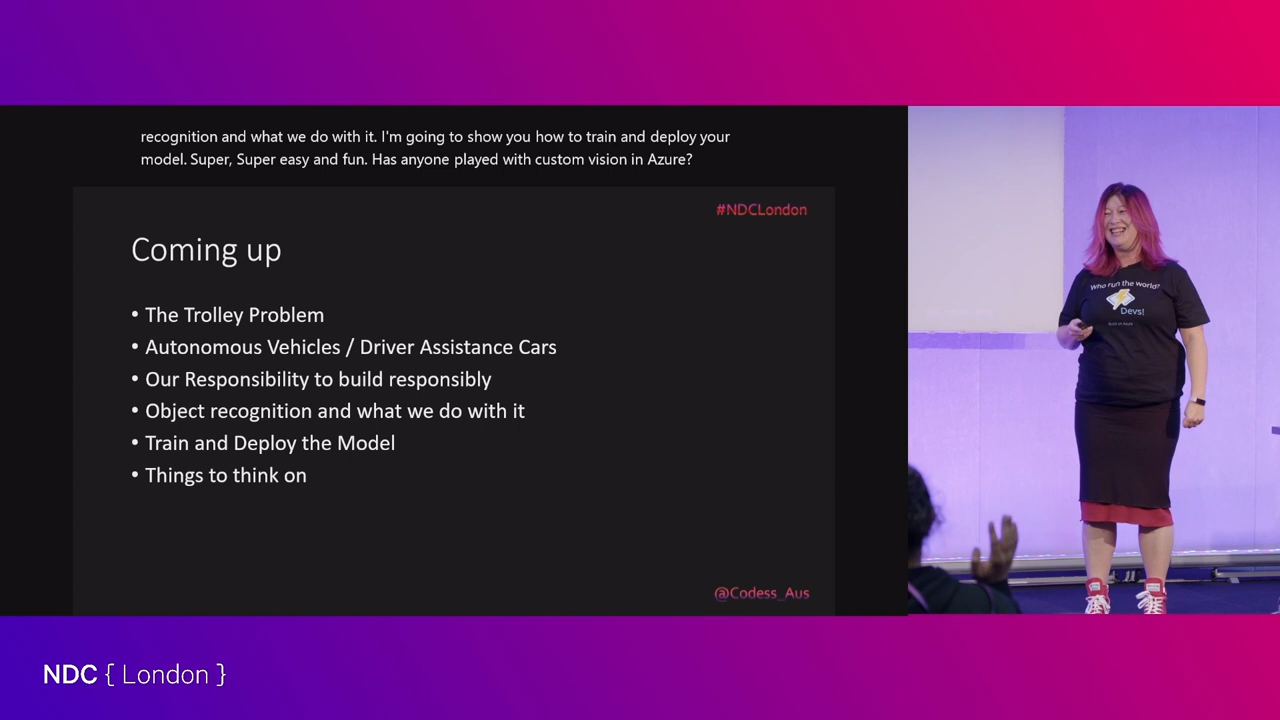 recognition and what we do with it. I'm going to show you how to train and deploy your
model. Super, Super easy and fun. Has anyone played with custom vision in Azure?
#NDCLondon
Coming up
• The Trolley Problem
• Autonomous Vehicles / Driver Assistance Cars
• Our Responsibility to build responsibly
• Object recognition and what we do with it
• Train and Deploy the Model
• Things to think on
@Codess_Aus
Who run the world?
Devs!
NDC { London }